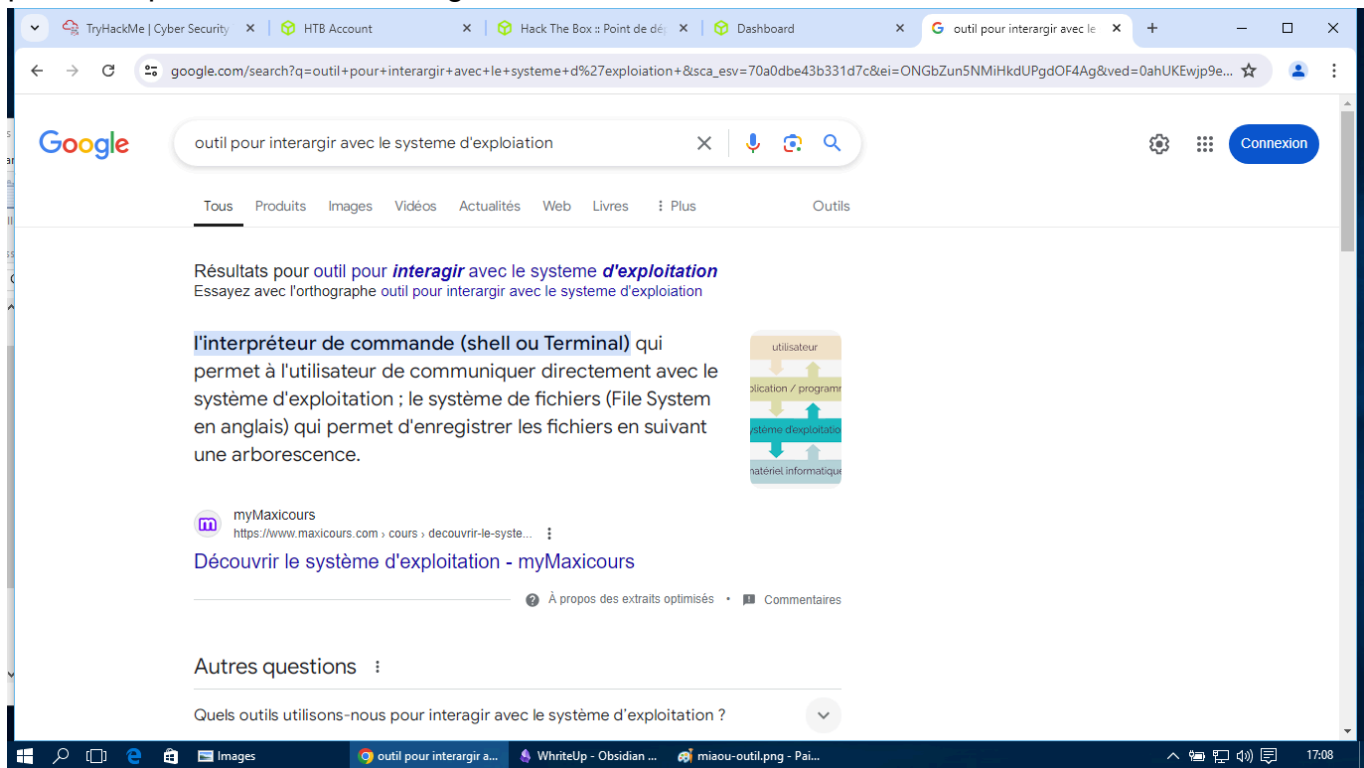 TryHackMe | Cyber Security
HTB Account
Hack The Box :: Point de dé
Dashboard
outil pour interargir avec le
google.com/search?q=outil+pour+interargir+avec+le+systeme+d%27exploiation+&sca_esv=70a0dbe43b331d7c&ei=ONGbZun5NMiHkdUPgdOF4Ag&ved=0ahUKEwjp9e...
Google
outil pour interargir avec le systeme d'exploiation
Connexion
Tous Produits Images Vidéos Actualités Web Livres Plus Outils
Résultats pour outil pour interagir avec le systeme d'exploitation
Essayez avec l'orthographe outil pour interargir avec le systeme d'exploiation
l'interpréteur de commande (shell ou Terminal) qui
permet à l'utilisateur de communiquer directement avec le
système d'exploitation ; le système de fichiers (File System
en anglais) qui permet d'enregistrer les fichiers en suivant
une arborescence.
utilisateur
plication / programm
ystème d'exploitatio
matériel informatique
myMaxicours
https://www.maxicours.com › cours › decouvrir-le-syste...
Découvrir le système d'exploitation - myMaxicours
À propos des extraits optimisés • Commentaires
Autres questions
Quels outils utilisons-nous pour interagir avec le système d'exploitation ?
Images
outil pour interargir a...
WhriteUp - Obsidian ...
miaou-outil.png - Pai...
17:08